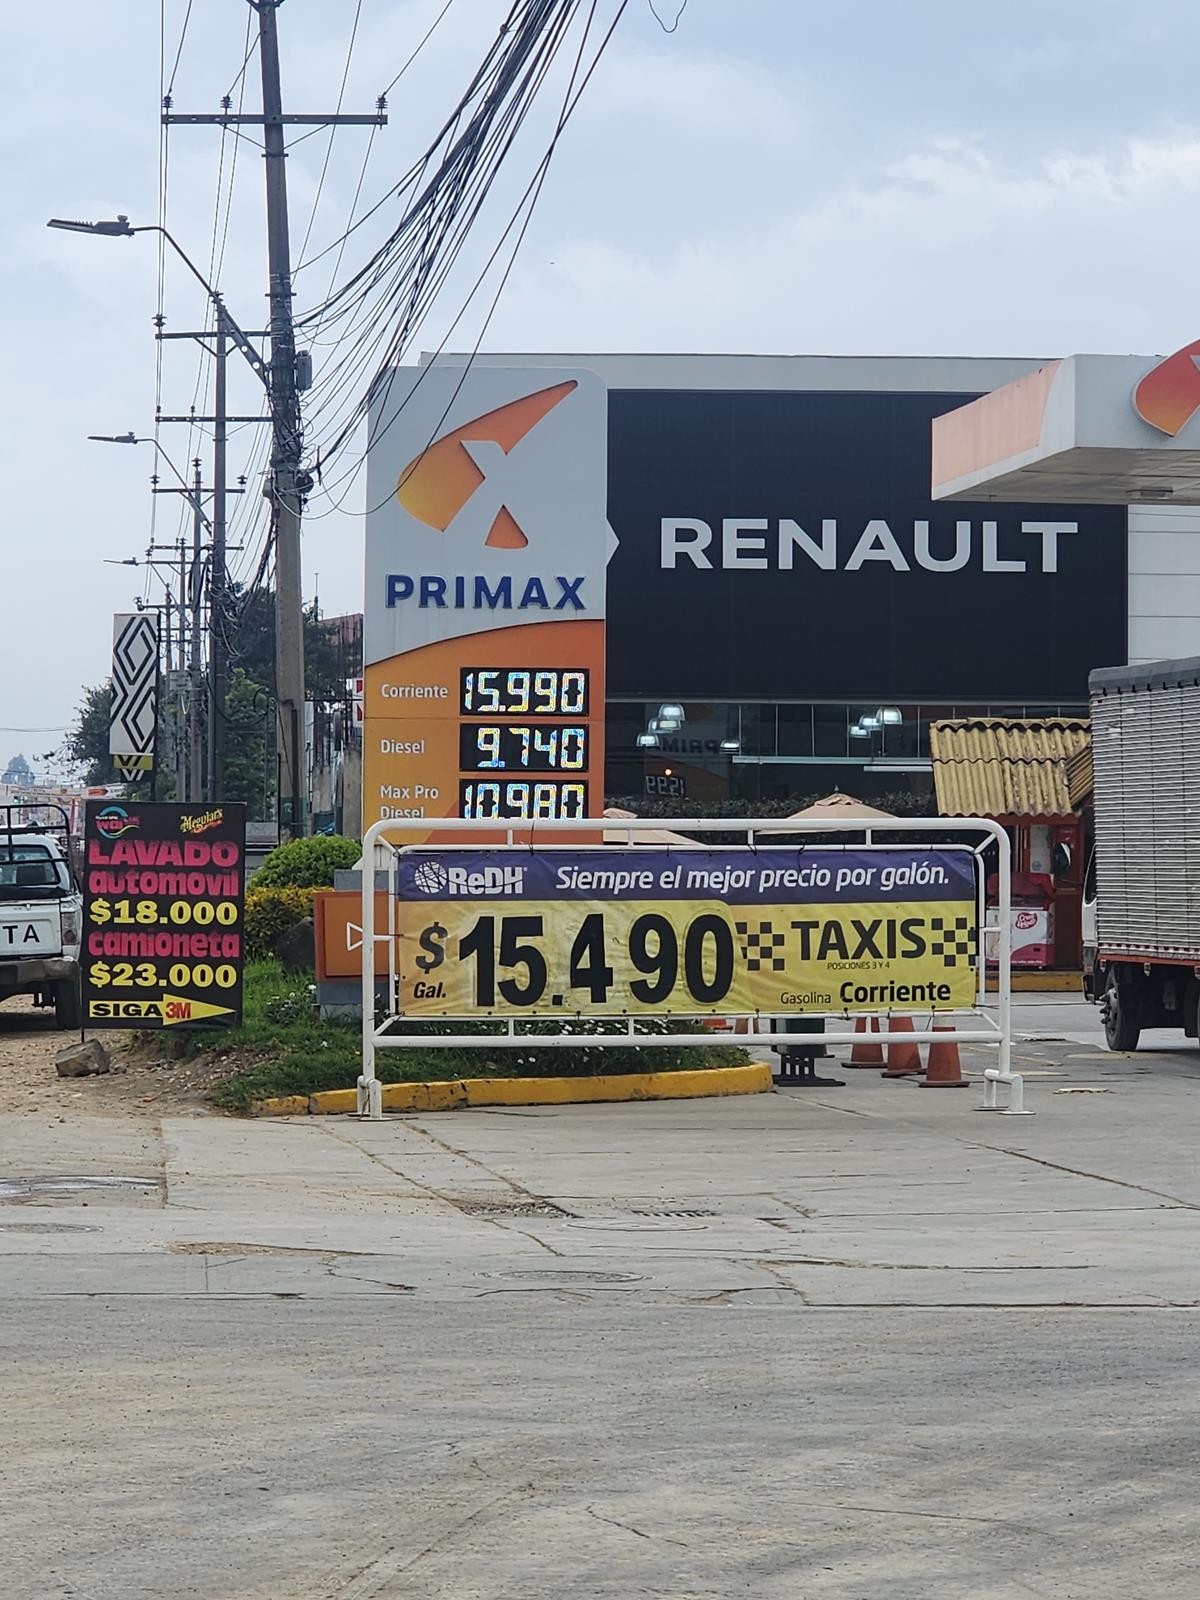 PRIMAX
RENAULT
Corriente 15.990
Diesel 9.740
Max Pro
Diesel 10.980
Meguiar's
LAVADO
automovil
$18.000
camioneta
$23.000
SIGA 3M
TA
ReDH Siempre el mejor precio por galón.
$ 15.490 TAXIS
POSICIONES 3 Y 4
Gal. Gasolina Corriente